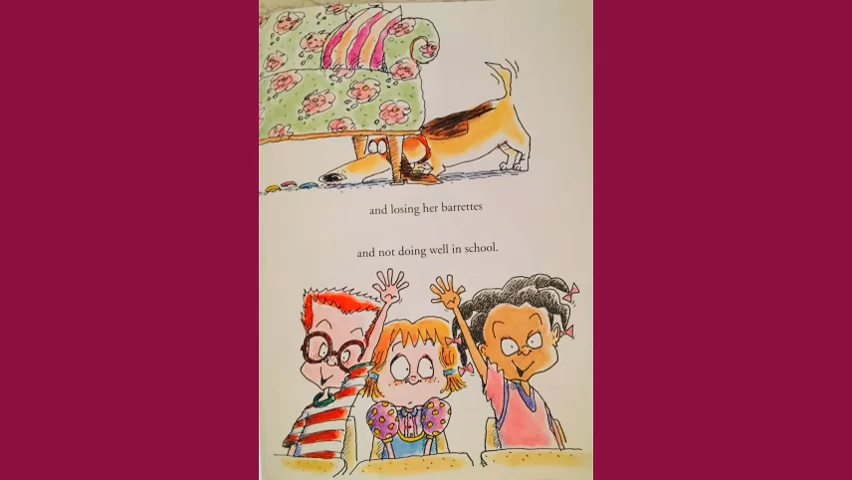 and losing her barrettes
and not doing well in school.